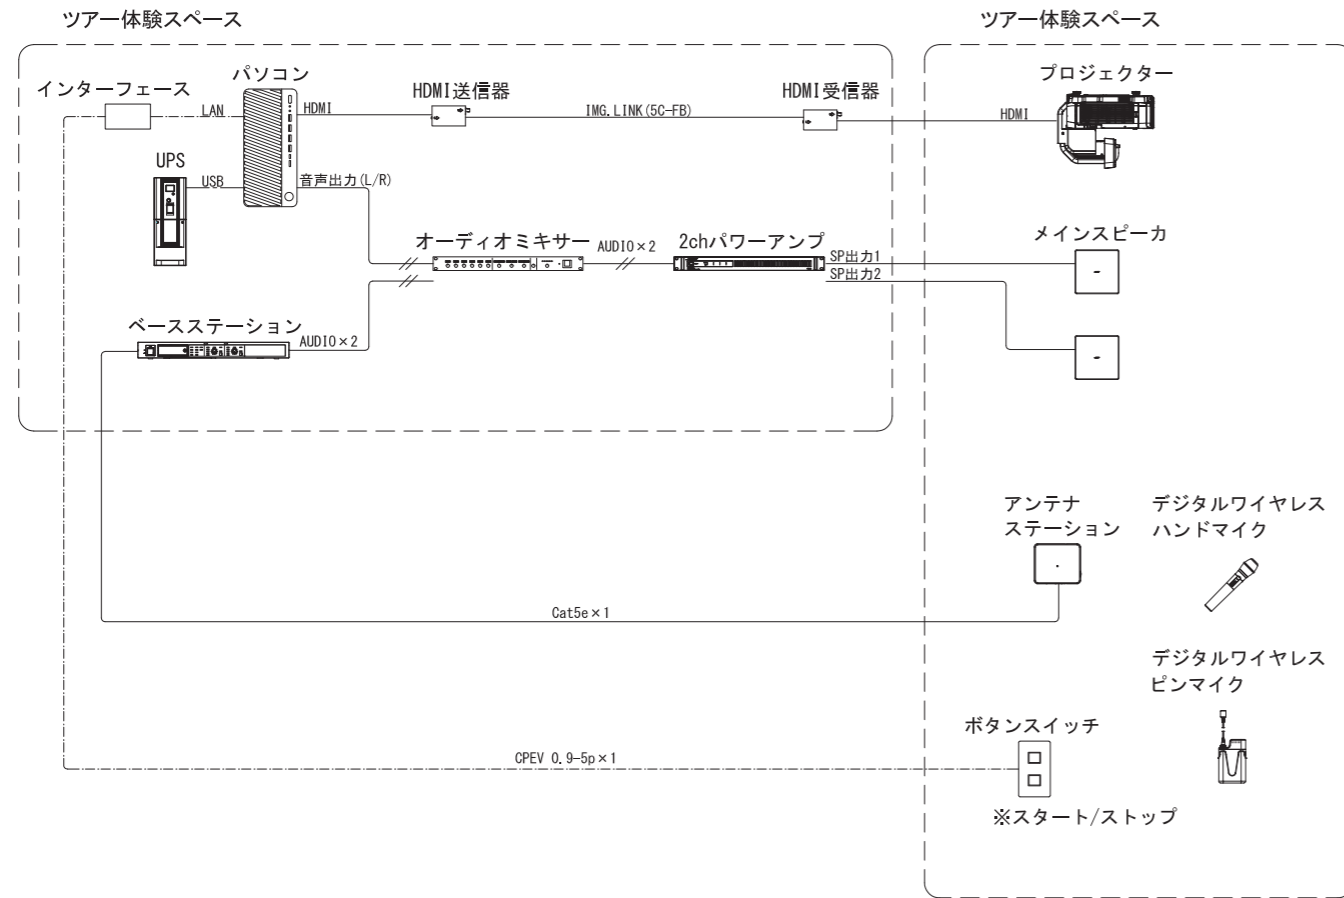 ツアー体験スペース
ツアー体験スペース
インターフェース
パソコン
HDMI送信器
HDMI受信器
プロジェクター
LAN
HDMI
IMG.LINK(5C-FB)
HDMI
UPS
USB
音声出力(L/R)
オーディオミキサー
AUDIO×2
2chパワーアンプ
SP出力1
SP出力2
メインスピーカ
ベースステーション
AUDIO×2
アンテナ
ステーション
デジタルワイヤレス
ハンドマイク
Cat5e×1
デジタルワイヤレス
ピンマイク
ボタンスイッチ
CPEV 0.9-5p×1
※スタート/ストップ